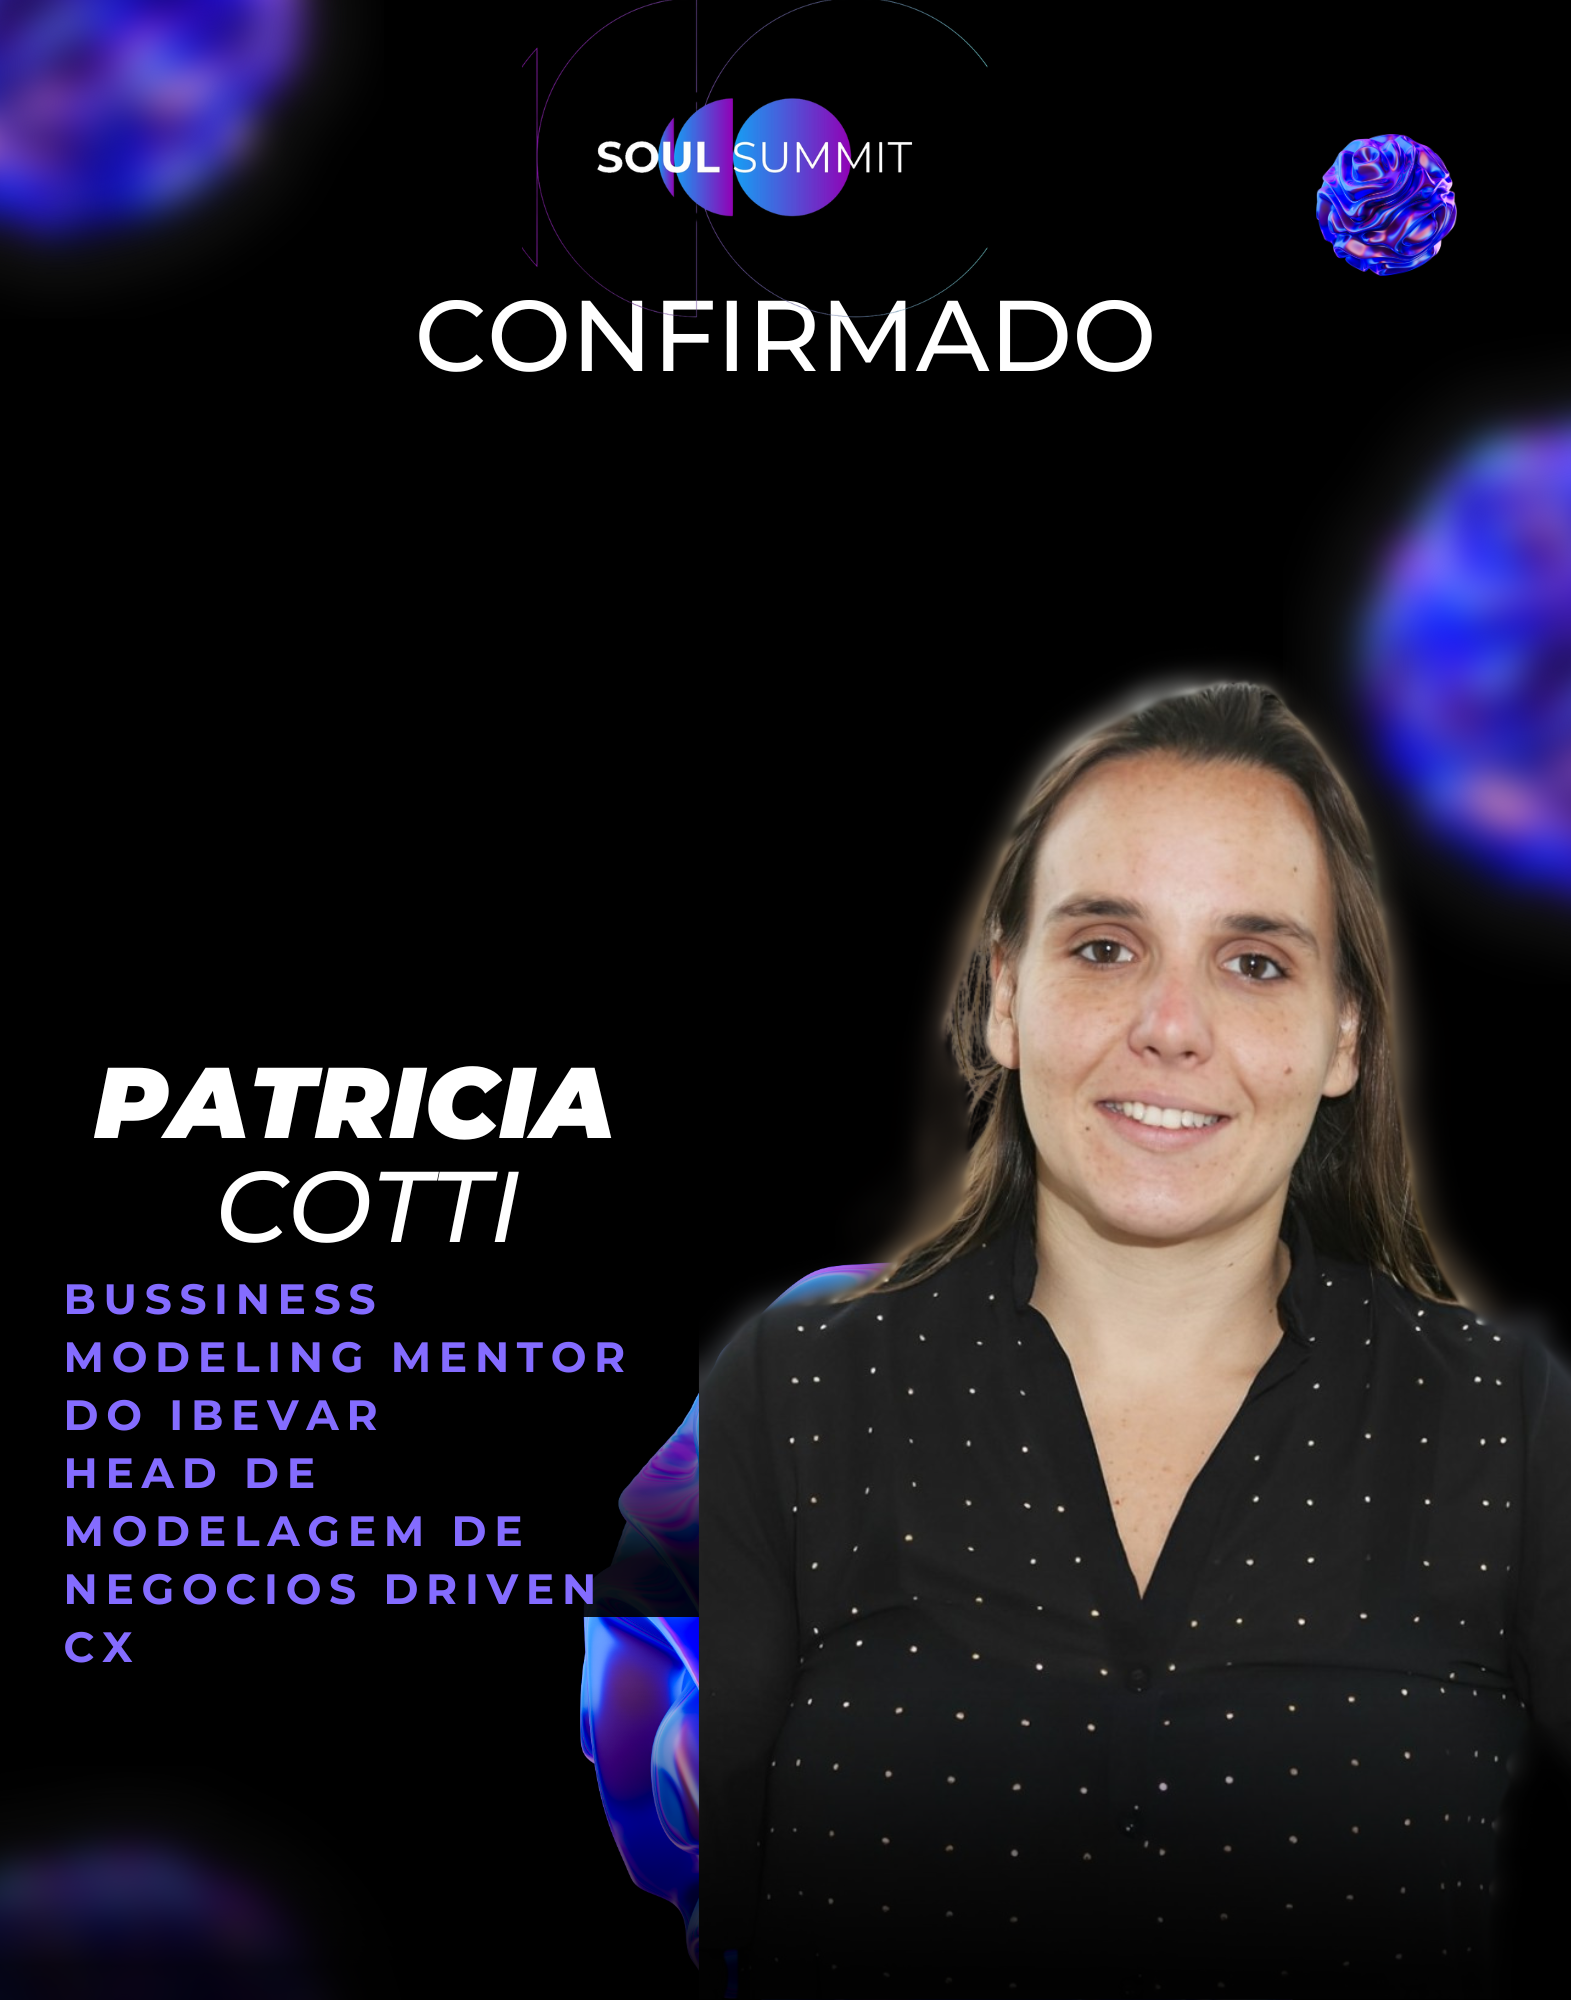 SOUL SUMMIT
CONFIRMADO
PATRICIA
COTTI
BUSSINESS
MODELING MENTOR
DO IBEVAR
HEAD DE
MODELAGEM DE
NEGOCIOS DRIVEN
CX